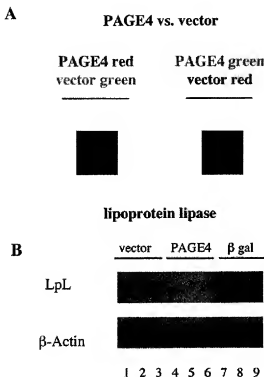 A
PAGE4 vs. vector
PAGE4 red
vector green
PAGE4 green
vector red
lipoprotein lipase
B
vector PAGE4 β gal
LpL
β-Actin
1 2 3 4 5 6 7 8 9